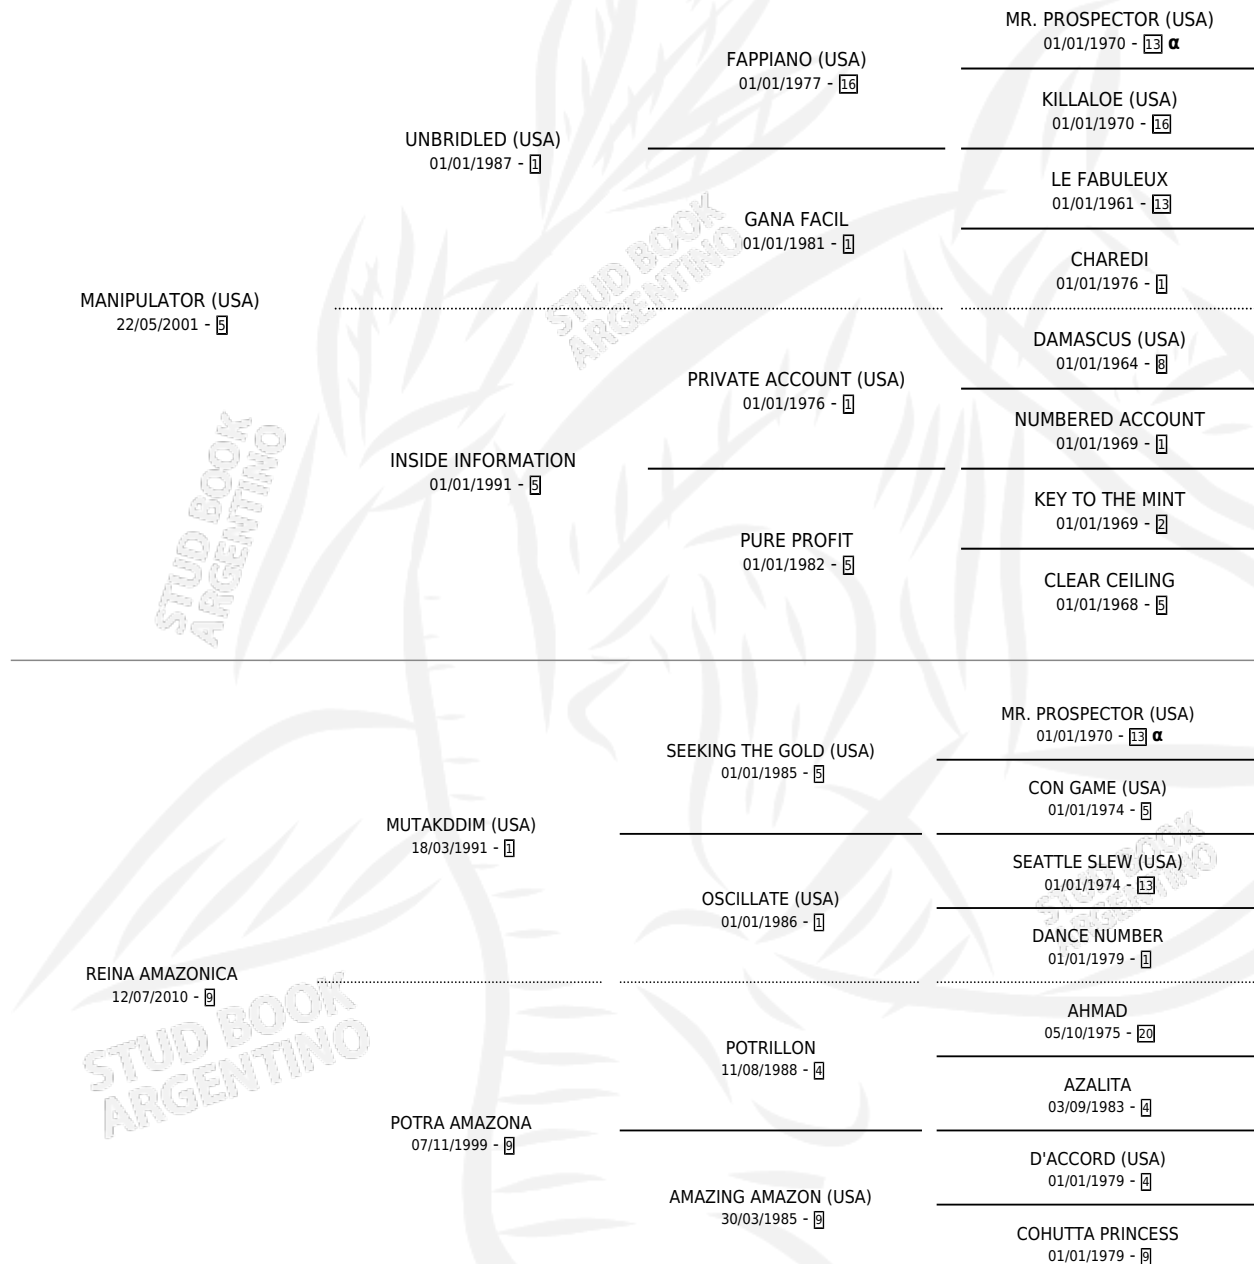 MR. PROSPECTOR (USA)
01/01/1970 - 13 α
FAPPIANO (USA)
01/01/1977 - 16
KILLALOE (USA)
01/01/1970 - 16
UNBRIDLED (USA)
01/01/1987 - 1
LE FABULEUX
01/01/1961 - 13
GANA FACIL
01/01/1981 - 1
CHAREDI
01/01/1976 - 1
MANIPULATOR (USA)
22/05/2001 - 5
DAMASCUS (USA)
01/01/1964 - 8
PRIVATE ACCOUNT (USA)
01/01/1976 - 1
NUMBERED ACCOUNT
01/01/1969 - 1
INSIDE INFORMATION
01/01/1991 - 5
KEY TO THE MINT
01/01/1969 - 2
PURE PROFIT
01/01/1982 - 5
CLEAR CEILING
01/01/1968 - 5
MR. PROSPECTOR (USA)
01/01/1970 - 13 α
SEEKING THE GOLD (USA)
01/01/1985 - 5
CON GAME (USA)
01/01/1974 - 5
MUTAKDDIM (USA)
18/03/1991 - 1
SEATTLE SLEW (USA)
01/01/1974 - 13
OSCILLATE (USA)
01/01/1986 - 1
DANCE NUMBER
01/01/1979 - 1
REINA AMAZONICA
12/07/2010 - 9
AHMAD
05/10/1975 - 20
POTRILLON
11/08/1988 - 4
AZALITA
03/09/1983 - 4
POTRA AMAZONA
07/11/1999 - 9
D'ACCORD (USA)
01/01/1979 - 4
AMAZING AMAZON (USA)
30/03/1985 - 9
COHUTTA PRINCESS
01/01/1979 - 9
STUD BOOK
ARGENTINO
STUD BOOK
ARGENTINO
STUD BOOK
ARGENTINO
STUD BOOK
ARGENTINO